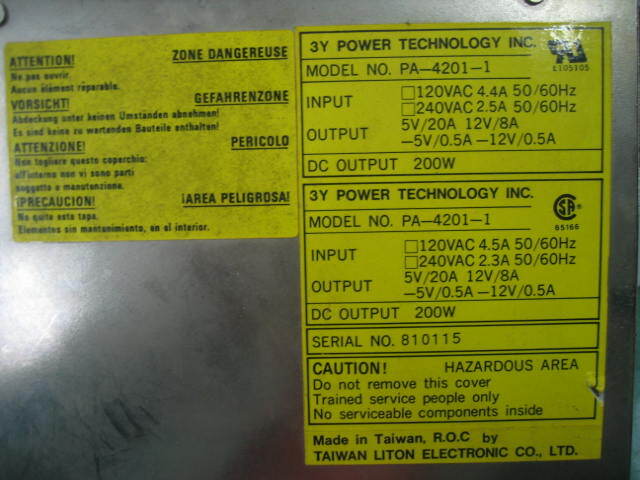 ATTENTION! ZONE DANGEREUSE
Ne pas ouvrir.
Aucun élément réparable.
VORSICHT! GEFAHRENZONE
Abdeckung unter keinen Umständen abnehmen!
Es sind keine zu wartenden Bauteile enthalten!
ATTENZIONE! PERICOLO
Non togliere questo coperchio:
all'interno non vi sono parti
soggette a manutenzione.
¡PRECAUCION! ¡AREA PELIGROSA!
No quite esta tapa.
Elementos sin mantenimiento, en el interior.
3Y POWER TECHNOLOGY INC.
E105105
MODEL NO. PA-4201-1
INPUT □120VAC 4.4A 50/60Hz
□240VAC 2.5A 50/60Hz
OUTPUT 5V/20A 12V/8A
-5V/0.5A -12V/0.5A
DC OUTPUT 200W
3Y POWER TECHNOLOGY INC.
SA®
65166
MODEL NO. PA-4201-1
INPUT □120VAC 4.5A 50/60Hz
□240VAC 2.3A 50/60Hz
OUTPUT 5V/20A 12V/8A
-5V/0.5A -12V/0.5A
DC OUTPUT 200W
SERIAL NO. 810115
CAUTION! HAZARDOUS AREA
Do not remove this cover
Trained service people only
No serviceable components inside
Made in Taiwan, R.O.C by
TAIWAN LITON ELECTRONIC CO., LTD.